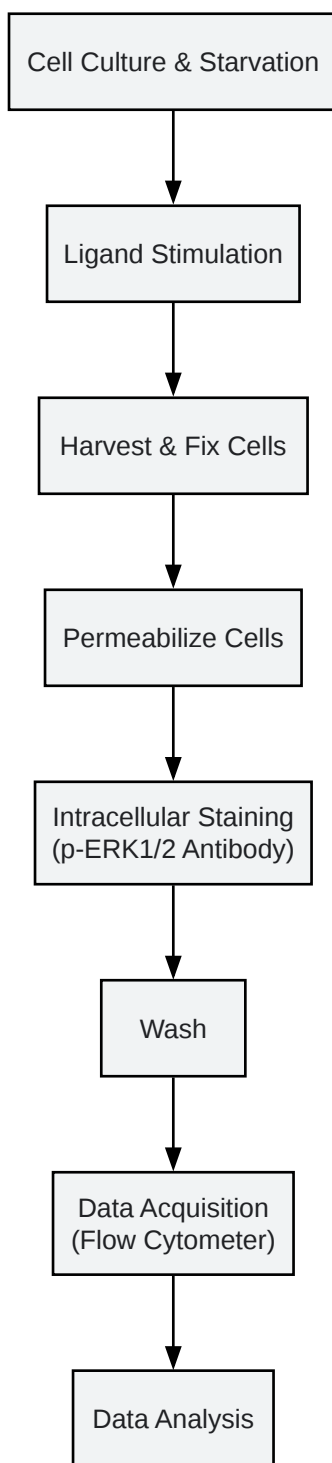 Cell Culture & Starvation
Ligand Stimulation
Harvest & Fix Cells
Permeabilize Cells
Intracellular Staining
(p-ERK1/2 Antibody)
Wash
Data Acquisition
(Flow Cytometer)
Data Analysis